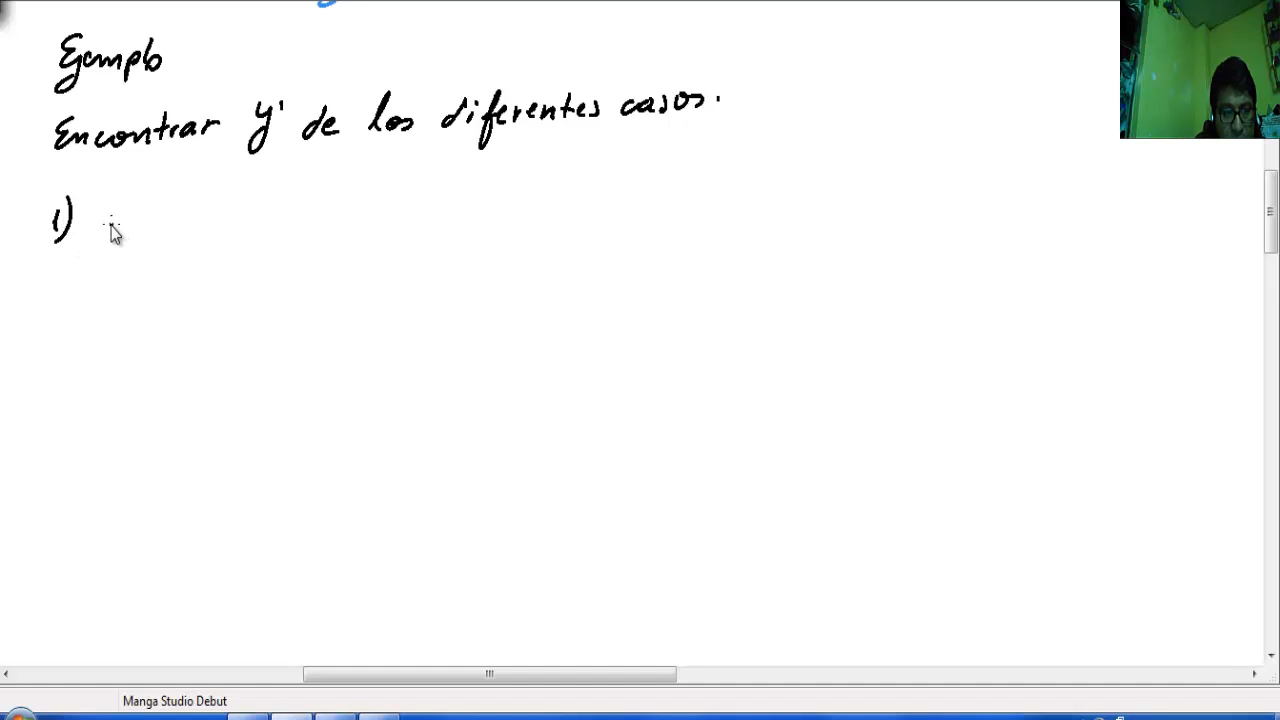 Ejemplo
Encontrar y' de los diferentes casos.
1)
Manga Studio Debut